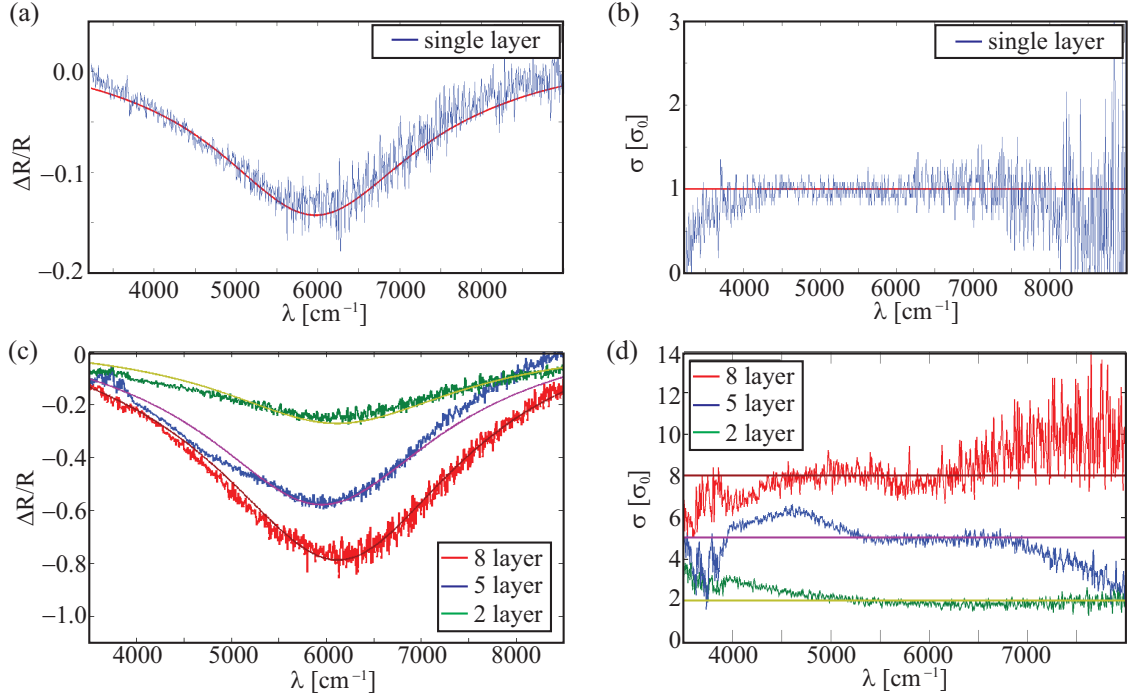 (a)
single layer
0.0
−0.1
−0.2
ΔR/R
4000 5000 6000 7000 8000
λ [cm⁻¹]
(b)
single layer
3
2
1
0
σ [σ₀]
4000 5000 6000 7000 8000
λ [cm⁻¹]
(c)
0
−0.2
−0.4
−0.6
−0.8
−1.0
ΔR/R
8 layer
5 layer
2 layer
4000 5000 6000 7000 8000
λ [cm⁻¹]
(d)
14
12
10
8
6
4
2
0
σ [σ₀]
8 layer
5 layer
2 layer
4000 5000 6000 7000 8000
λ [cm⁻¹]